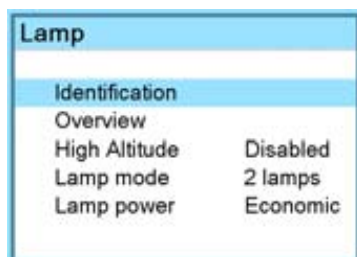 Lamp
Identification
Overview
High Altitude Disabled
Lamp mode 2 lamps
Lamp power Economic